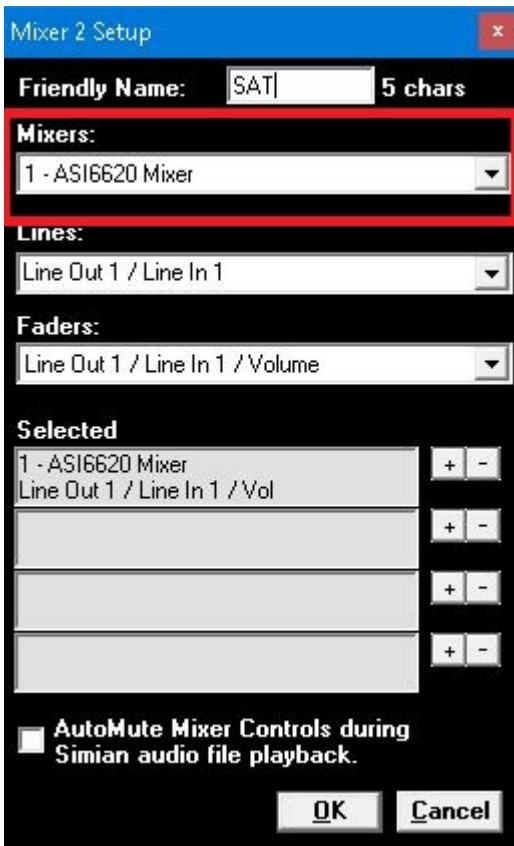 Mixer 2 Setup x
Friendly Name: SAT 5 chars
Mixers:
1 - ASI6620 Mixer
Lines:
Line Out 1 / Line In 1
Faders:
Line Out 1 / Line In 1 / Volume
Selected
1 - ASI6620 Mixer + -
Line Out 1 / Line In 1 / Vol
+ -
+ -
+ -
AutoMute Mixer Controls during
Simian audio file playback.
OK Cancel